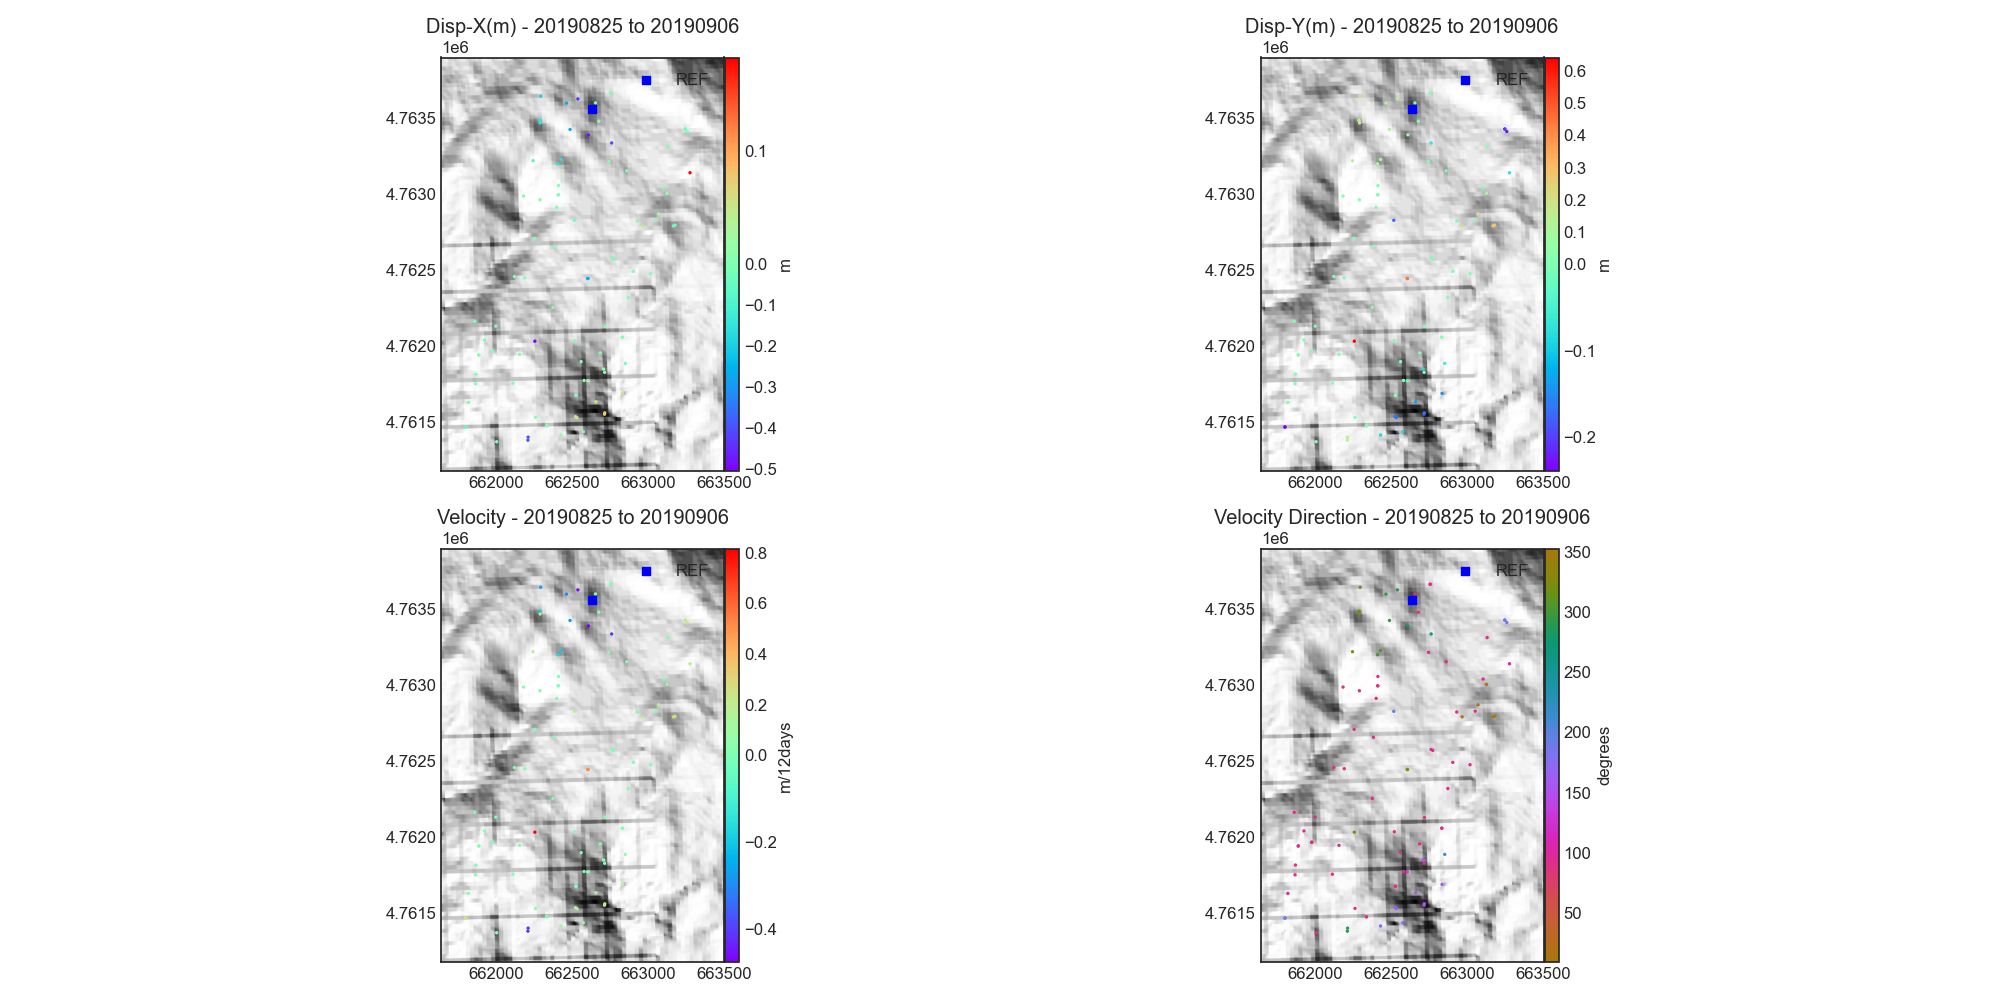 Disp-X(m) - 20190825 to 20190906
1e6
REF
4.7635
4.7630
4.7625
4.7620
4.7615
662000 662500 663000 663500
0.1
0.0
−0.1
−0.2
−0.3
−0.4
−0.5
m
Disp-Y(m) - 20190825 to 20190906
1e6
REF
4.7635
4.7630
4.7625
4.7620
4.7615
662000 662500 663000 663500
0.6
0.5
0.4
0.3
0.2
0.1
0.0
−0.1
−0.2
m
Velocity - 20190825 to 20190906
1e6
REF
4.7635
4.7630
4.7625
4.7620
4.7615
662000 662500 663000 663500
0.8
0.6
0.4
0.2
0.0
−0.2
−0.4
m/12days
Velocity Direction - 20190825 to 20190906
1e6
REF
4.7635
4.7630
4.7625
4.7620
4.7615
662000 662500 663000 663500
350
300
250
200
150
100
50
degrees